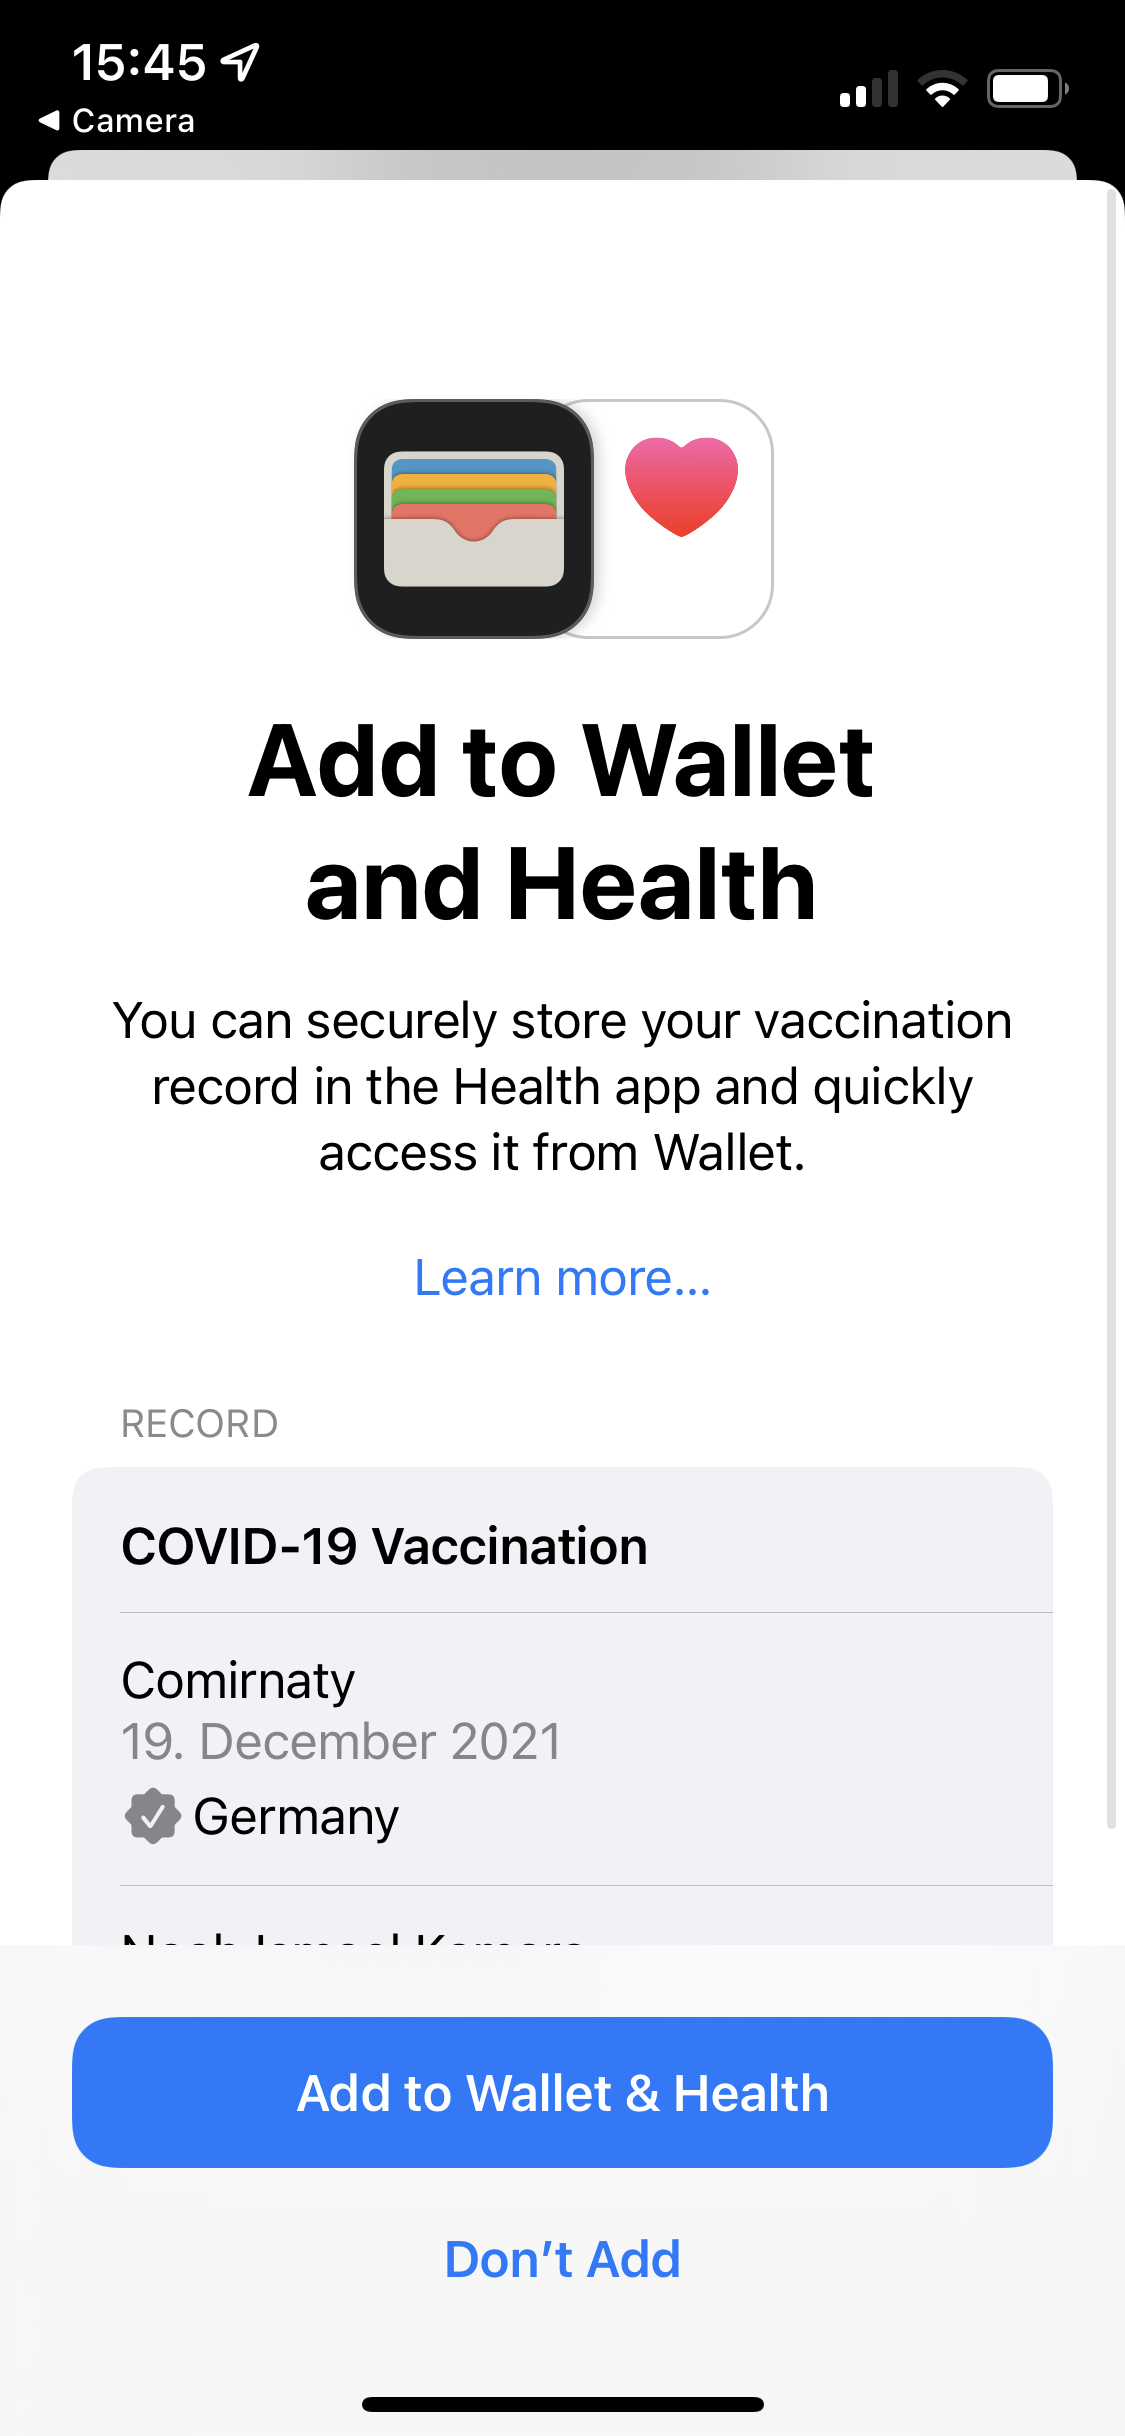 15:45
Camera
Add to Wallet
and Health
You can securely store your vaccination
record in the Health app and quickly
access it from Wallet.
Learn more...
RECORD
COVID-19 Vaccination
Comirnaty
19. December 2021
Germany
Add to Wallet & Health
Don’t Add